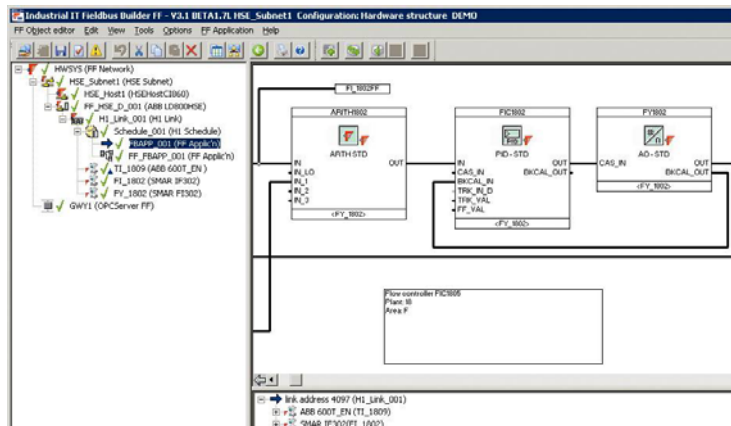 Industrial IT Fieldbus Builder FF - V3.1 BETA1.7L HSE_Subnet1 Configuration: Hardware structure DEMO
FF Object editor Edit View Tools Options FF Application Help
HWSYS (FF Network)
HSE_Subnet1 (HSE Subnet)
HSE_Host1 (HSEHostCI860)
FF_HSE_D_001 (ABB LD800HSE)
H1_Link_001 (H1 Link)
Schedule_001 (H1 Schedule)
FBAPP_001 (FF Applic'n)
FF_FBAPP_001 (FF Applic'n)
TI_1809 (ABB 600T_EN )
FI_1802 (SMAR IF302)
FY_1802 (SMAR FI302)
GWY1 (OPCServer FF)
FI_1802FF
ARITH1802
ARITH STD
IN OUT
IN_LO
IN_1
IN_2
IN_3
<FY_1802>
FIC1802
PID-STD
IN OUT
CAS_IN BKCAL_OUT
BKCAL_IN
TRK_IN_D
TRK_VAL
FF_VAL
<FY_1802>
FY1802
AO-STD
CAS_IN OUT
BKCAL_OUT
<FY_1802>
Flow controller FIC1805
Plant: 18
Area: F
link address 4097 (H1_Link_001)
ABB 600T_EN (TI_1809)
SMAR IF302(FI_1802)